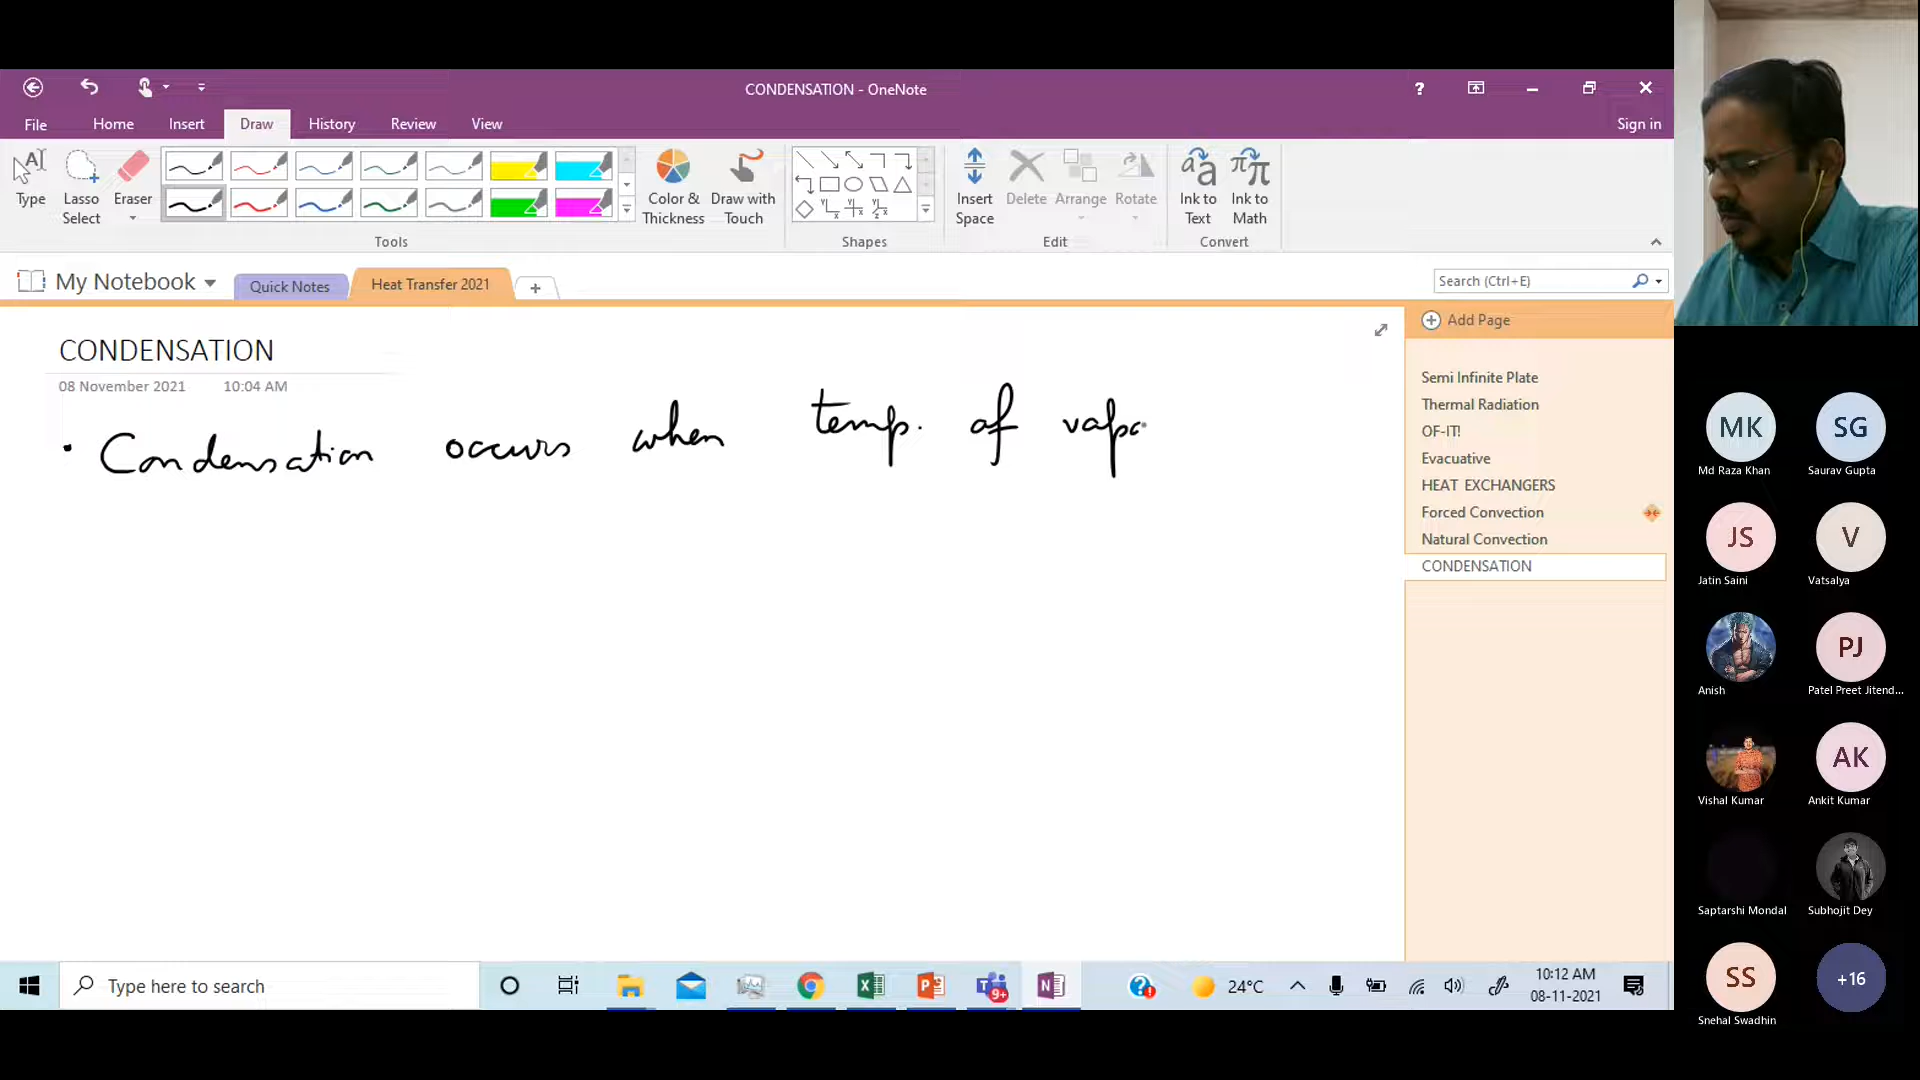 CONDENSATION - OneNote
?
File
Home
Insert
Draw
History
Review
View
Sign in
Type
Lasso Select
Eraser
Color & Thickness
Draw with Touch
Insert Space
Delete
Arrange
Rotate
Ink to Text
Ink to Math
Tools
Shapes
Edit
Convert
My Notebook
Quick Notes
Heat Transfer 2021
Search (Ctrl+E)
Add Page
CONDENSATION
08 November 2021 10:04 AM
• Condensation occurs when temp. of vapo
Semi Infinite Plate
Thermal Radiation
OF-IT!
Evacuative
HEAT EXCHANGERS
Forced Convection
Natural Convection
CONDENSATION
MK
Md Raza Khan
SG
Saurav Gupta
JS
Jatin Saini
V
Vatsalya
Anish
PJ
Patel Preet Jitend...
Vishal Kumar
AK
Ankit Kumar
Saptarshi Mondal
Subhojit Dey
SS
Snehal Swadhin
+16
Type here to search
9+
24°C
10:12 AM
08-11-2021